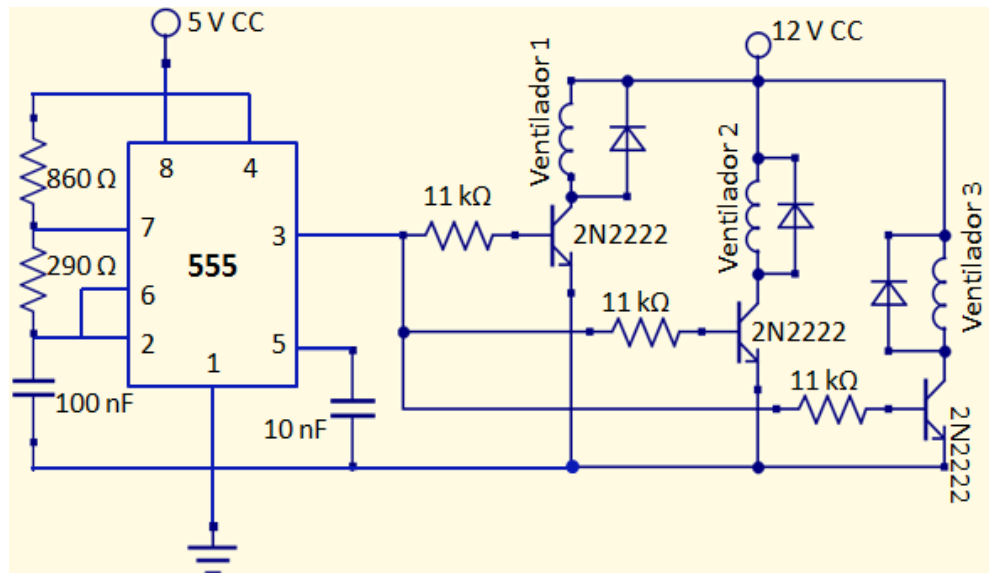 5 V CC
12 V CC
Ventilador 1
Ventilador 2
Ventilador 3
8
4
860 Ω
7
290 Ω
6
2
555
3
5
1
100 nF
10 nF
11 kΩ
2N2222
11 kΩ
2N2222
11 kΩ
2N2222